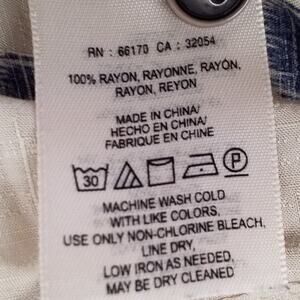 RN : 66170 CA : 32054
100% RAYON, RAYONNE, RAYÓN,
RAYON, REYON
MADE IN CHINA/
HECHO EN CHINA/
FABRIQUE EN CHINE
30
P
MACHINE WASH COLD
WITH LIKE COLORS,
USE ONLY NON-CHLORINE BLEACH,
LINE DRY,
LOW IRON AS NEEDED,
MAY BE DRY CLEANED